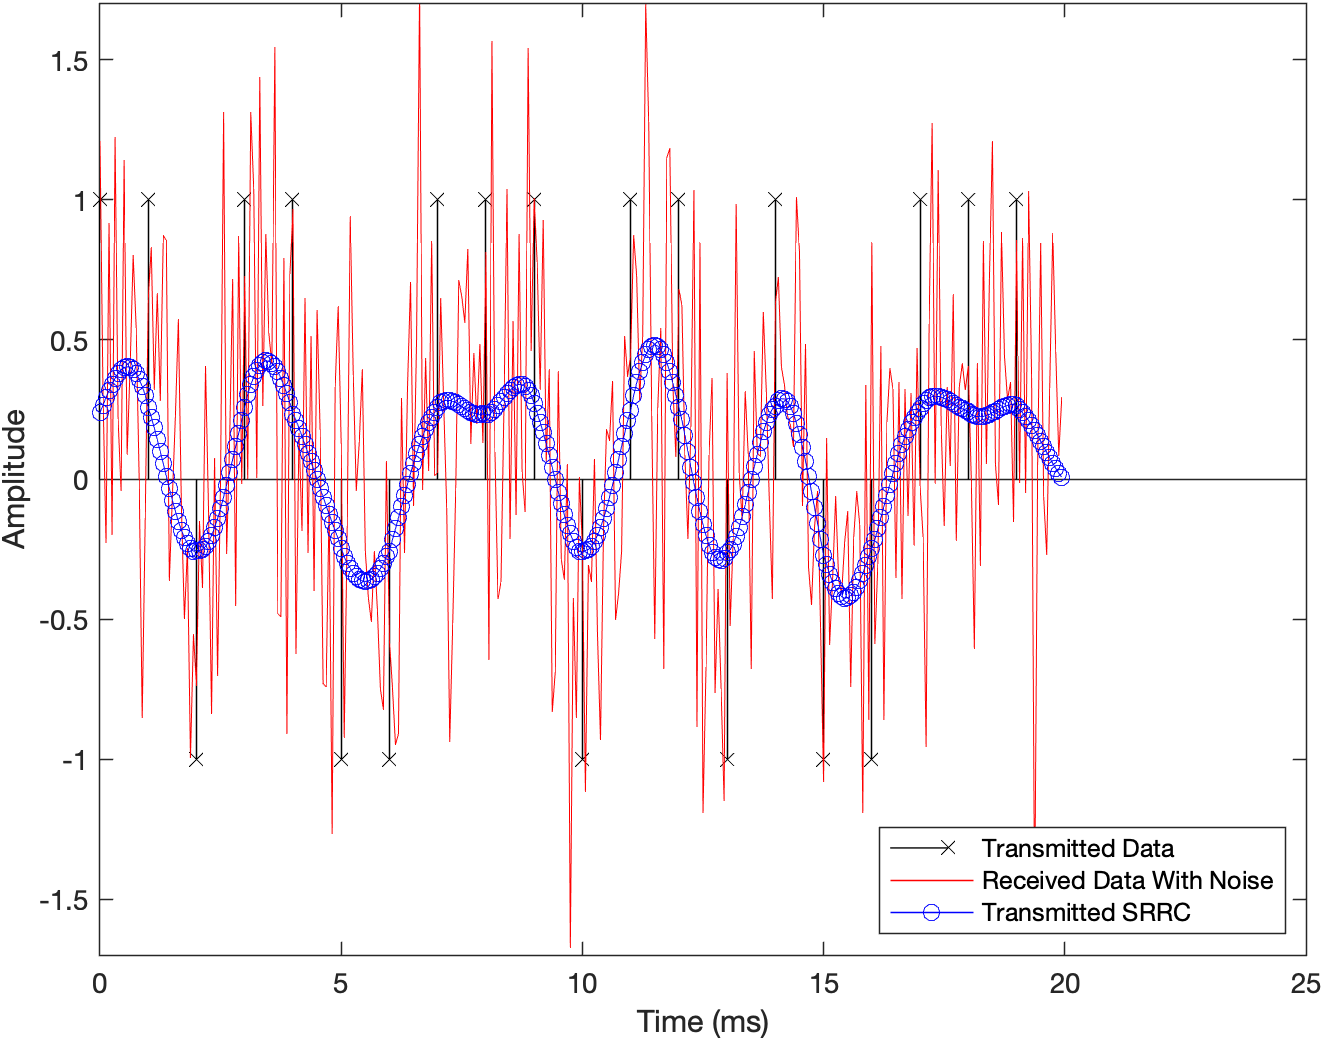 1.5
1
0.5
0
-0.5
-1
-1.5
Amplitude
0 5 10 15 20 25
Time (ms)
Transmitted Data
Received Data With Noise
Transmitted SRRC